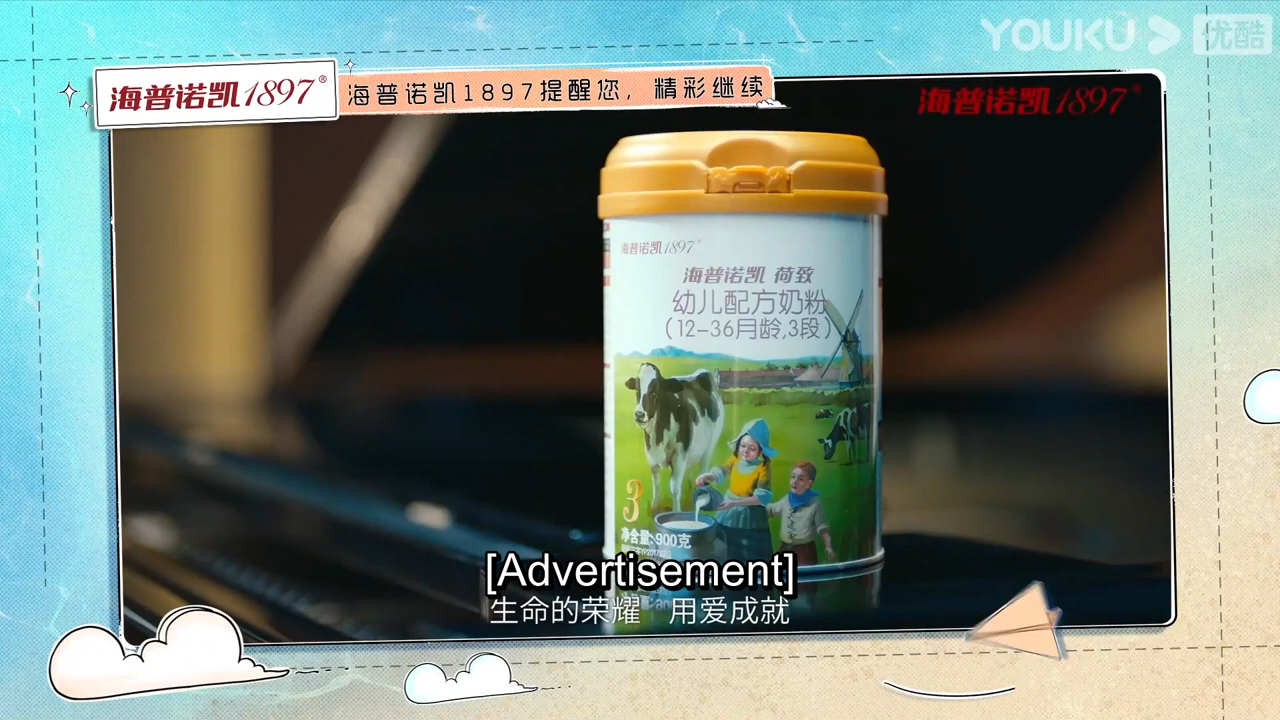 YOUKU 优酷
海普诺凯1897®
海普诺凯1897提醒您，精彩继续
海普诺凯1897®
海普诺凯1897®
海普诺凯 荷致
幼儿配方奶粉
（12-36月龄,3段）
3
净含量:900克
[Advertisement]
生命的荣耀 用爱成就